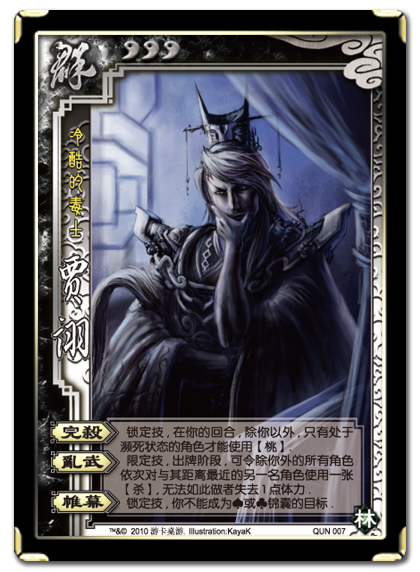 群
冷酷的毒士
贾诩
完殺
锁定技，在你的回合，除你以外，只有处于
濒死状态的角色才能使用【桃】.
亂武
限定技，出牌阶段，可令除你外的所有角色
依次对与其距离最近的另一名角色使用一张
【杀】，无法如此做者失去1点体力.
帷幕
锁定技，你不能成为♠或♣锦囊的目标.
林
™&© 2010 游卡桌游. Illustration:KayaK
QUN 007